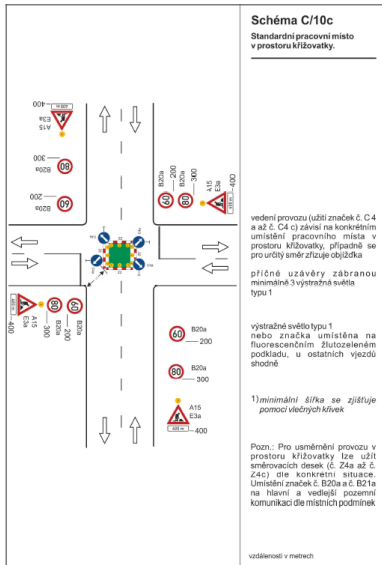 Schéma C/10c
Standardní pracovní místo
v prostoru křižovatky.
400
A15
E3a
300
B20a
80
200
B20a
60
B20a
200
60
B20a
300
80
A15
E3a
400
400
A15
E3a
300
B20a
80
200
B20a
60
60
B20a
200
80
B20a
300
A15
E3a
400
vedení provozu (užití značek č. C 4
a až č. C4 c) závisí na konkrétním
umístění pracovního místa v
prostoru křižovatky, případně se
pro určitý směr zřizuje objížďka
příčné uzávěry zábranou
minimálně 3 výstražná světla
typu 1
výstražné světlo typu 1
nebo značka umístěna na
fluorescenčním žlutozeleném
podkladu, u ostatních vjezdů
shodně
1) minimální šířka se zjišťuje
pomocí vlečných křivek
Pozn.: Pro usměrnění provozu v
prostoru křižovatky lze užít
směrovacích desek (č. Z4a až č.
Z4c) dle konkrétní situace.
Umístění značek č. B20a a č. B21a
na hlavní a vedlejší pozemní
komunikaci dle místních podmínek
vzdálenosti v metrech